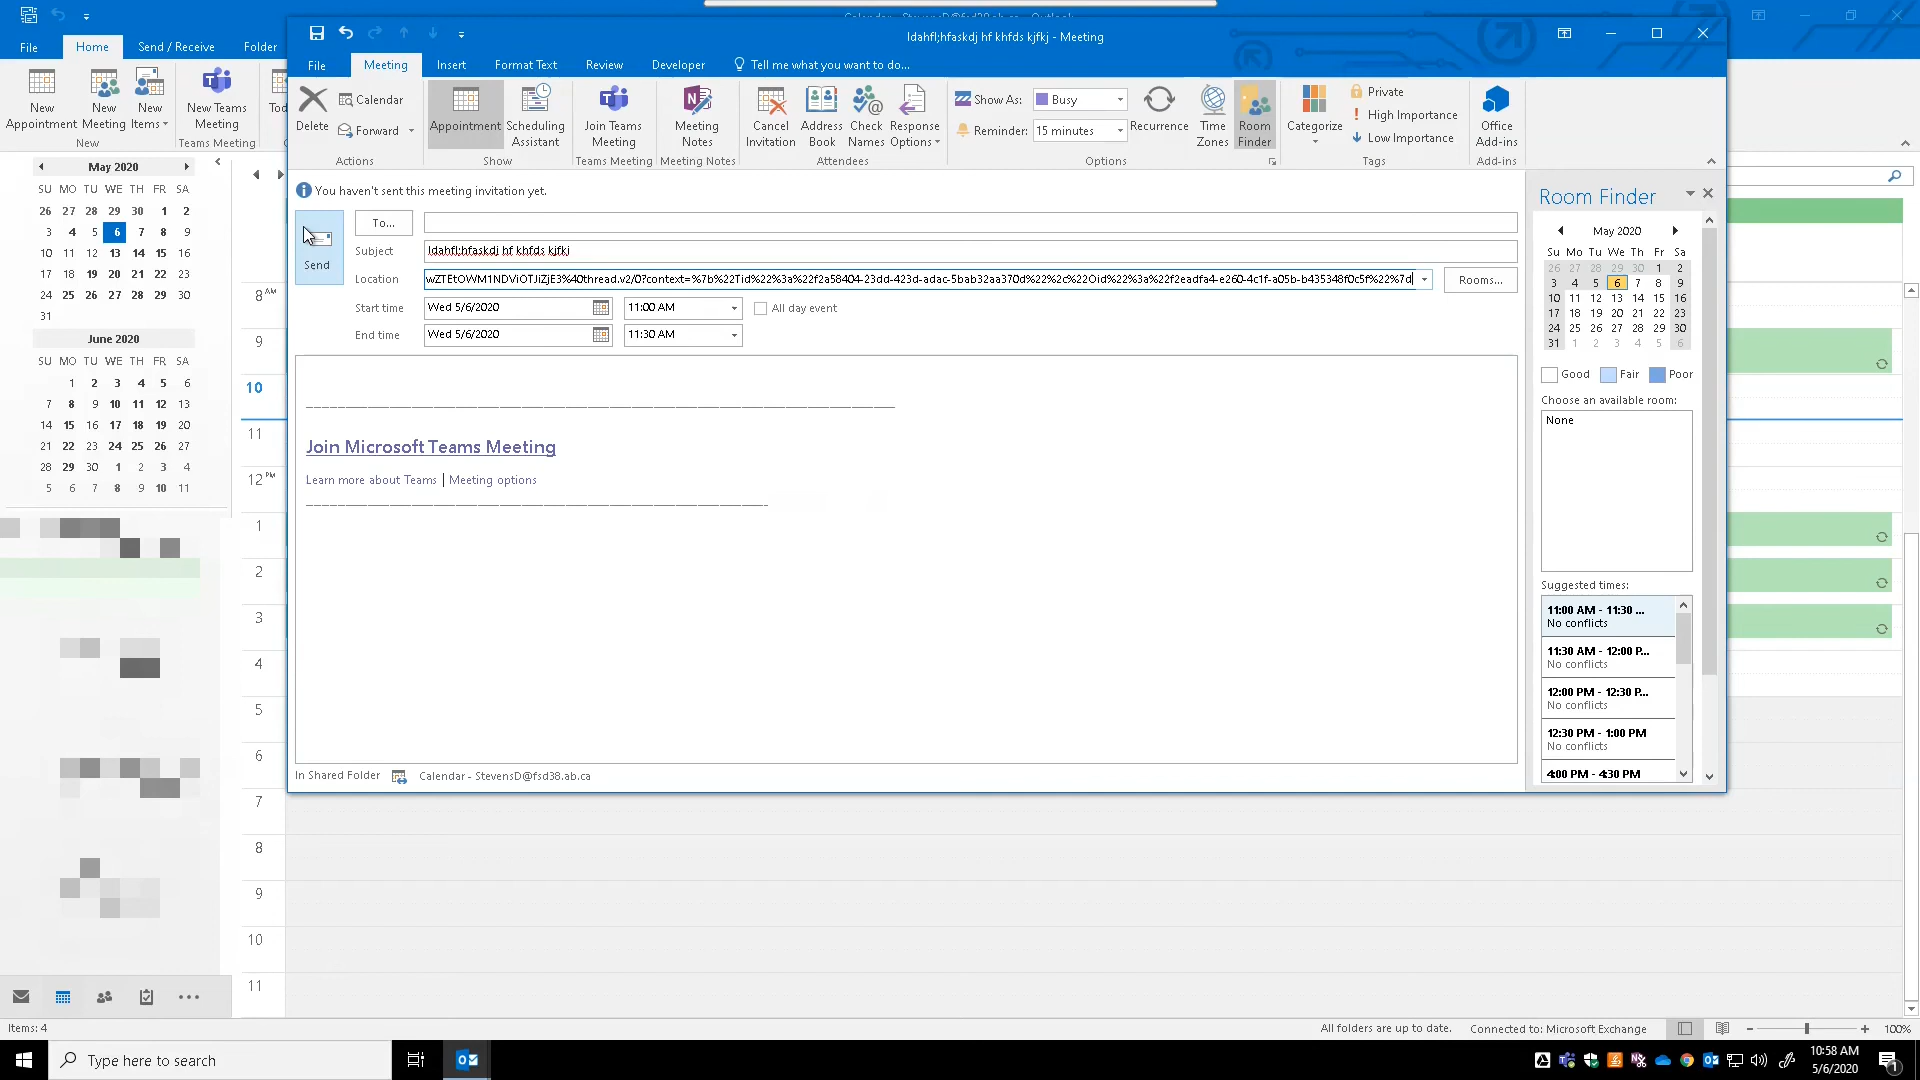 Calendar - StevensD@fsd38.ab.ca - Outlook
File Home Send / Receive Folder
New Appointment
New Meeting
New Items
New Teams Meeting
New
Teams Meeting
ldahfl;hfaskdj hf khfds kjfkj - Meeting
File Meeting Insert Format Text Review Developer Tell me what you want to do...
Delete
Calendar
Forward
Actions
Appointment
Scheduling Assistant
Show
Join Teams Meeting
Teams Meeting
Meeting Notes
Meeting Notes
Cancel Invitation
Address Book
Check Names
Response Options
Attendees
Show As: Busy
Reminder: 15 minutes
Recurrence
Time Zones
Room Finder
Options
Categorize
Private
High Importance
Low Importance
Tags
Office Add-ins
Add-ins
May 2020
SU MO TU WE TH FR SA
26 27 28 29 30 1 2
3 4 5 6 7 8 9
10 11 12 13 14 15 16
17 18 19 20 21 22 23
24 25 26 27 28 29 30
31
June 2020
SU MO TU WE TH FR SA
1 2 3 4 5 6
7 8 9 10 11 12 13
14 15 16 17 18 19 20
21 22 23 24 25 26 27
28 29 30 1 2 3 4
5 6 7 8 9 10 11
8 AM
9
10
11
12 PM
1
2
3
4
5
6
7
8
9
10
11
You haven't sent this meeting invitation yet.
Send
To...
Subject ldahfl;hfaskdj hf khfds kjfkj
Location wZTEtOWM1NDViOTJiZjE3%40thread.v2/0?context=%7b%22Tid%22%3a%22f2a58404-23dd-423d-adac-5bab32aa370d%22%2c%22Oid%22%3a%22f2eadfa4-e260-4c1f-a05b-b435348f0c5f%22%7d Rooms...
Start time Wed 5/6/2020 11:00 AM All day event
End time Wed 5/6/2020 11:30 AM
Join Microsoft Teams Meeting
Learn more about Teams | Meeting options
In Shared Folder Calendar - StevensD@fsd38.ab.ca
Room Finder
May 2020
Su Mo Tu We Th Fr Sa
26 27 28 29 30 1 2
3 4 5 6 7 8 9
10 11 12 13 14 15 16
17 18 19 20 21 22 23
24 25 26 27 28 29 30
31 1 2 3 4 5 6
Good Fair Poor
Choose an available room:
None
Suggested times:
11:00 AM - 11:30 ...
No conflicts
11:30 AM - 12:00 P...
No conflicts
12:00 PM - 12:30 P...
No conflicts
12:30 PM - 1:00 PM
No conflicts
4:00 PM - 4:30 PM
Items: 4
All folders are up to date. Connected to: Microsoft Exchange 100%
Type here to search
10:58 AM
5/6/2020
1